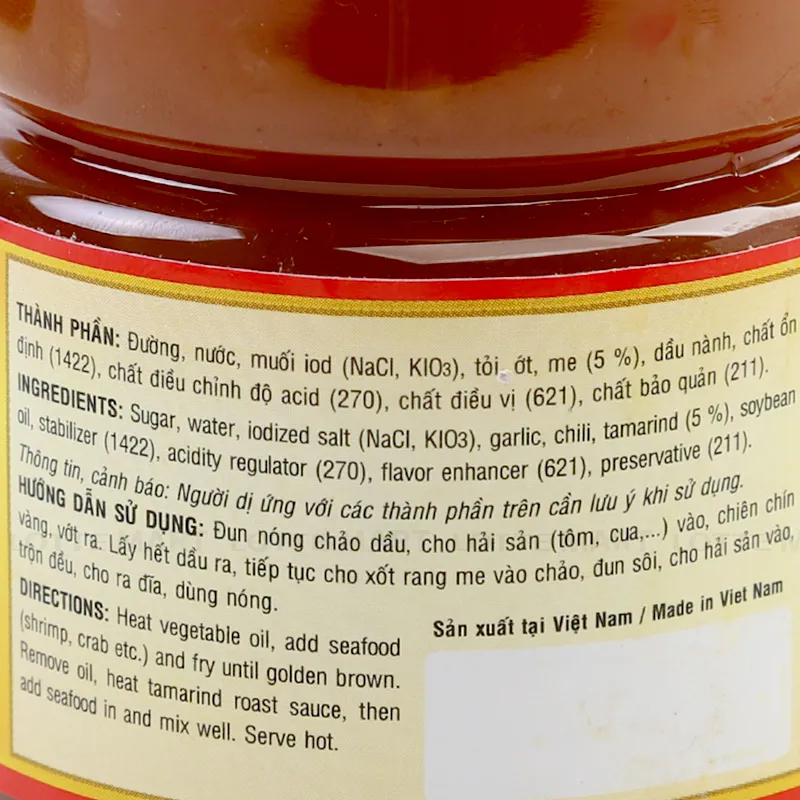 THÀNH PHẦN: Đường, nước, muối iod (NaCl, KIO3), tỏi, ớt, me (5 %), dầu nành, chất ổn
định (1422), chất điều chỉnh độ acid (270), chất điều vị (621), chất bảo quản (211).
INGREDIENTS: Sugar, water, iodized salt (NaCl, KIO3), garlic, chili, tamarind (5 %), soybean
oil, stabilizer (1422), acidity regulator (270), flavor enhancer (621), preservative (211).
Thông tin, cảnh báo: Người dị ứng với các thành phần trên cần lưu ý khi sử dụng.
HƯỚNG DẪN SỬ DỤNG: Đun nóng chảo dầu, cho hải sản (tôm, cua,...) vào, chiên chín
vàng, vớt ra. Lấy hết dầu ra, tiếp tục cho xốt rang me vào chảo, đun sôi, cho hải sản vào,
trộn đều, cho ra đĩa, dùng nóng.
DIRECTIONS: Heat vegetable oil, add seafood
(shrimp, crab etc.) and fry until golden brown.
Remove oil, heat tamarind roast sauce, then
add seafood in and mix well. Serve hot.
Sản xuất tại Việt Nam / Made in Viet Nam